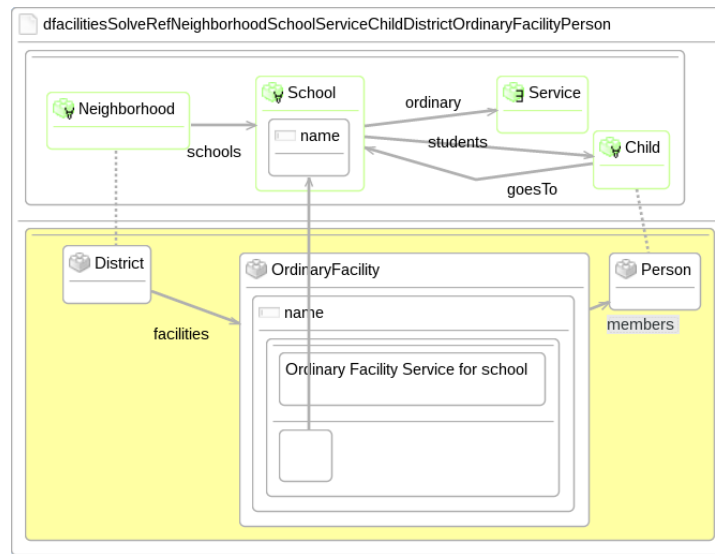 dfacilitiesSolveRefNeighborhoodSchoolServiceChildDistrictOrdinaryFacilityPerson
Neighborhood
School
ordinary
Service
name
schools
students
Child
goesTo
District
OrdinaryFacility
Person
name
facilities
members
Ordinary Facility Service for school